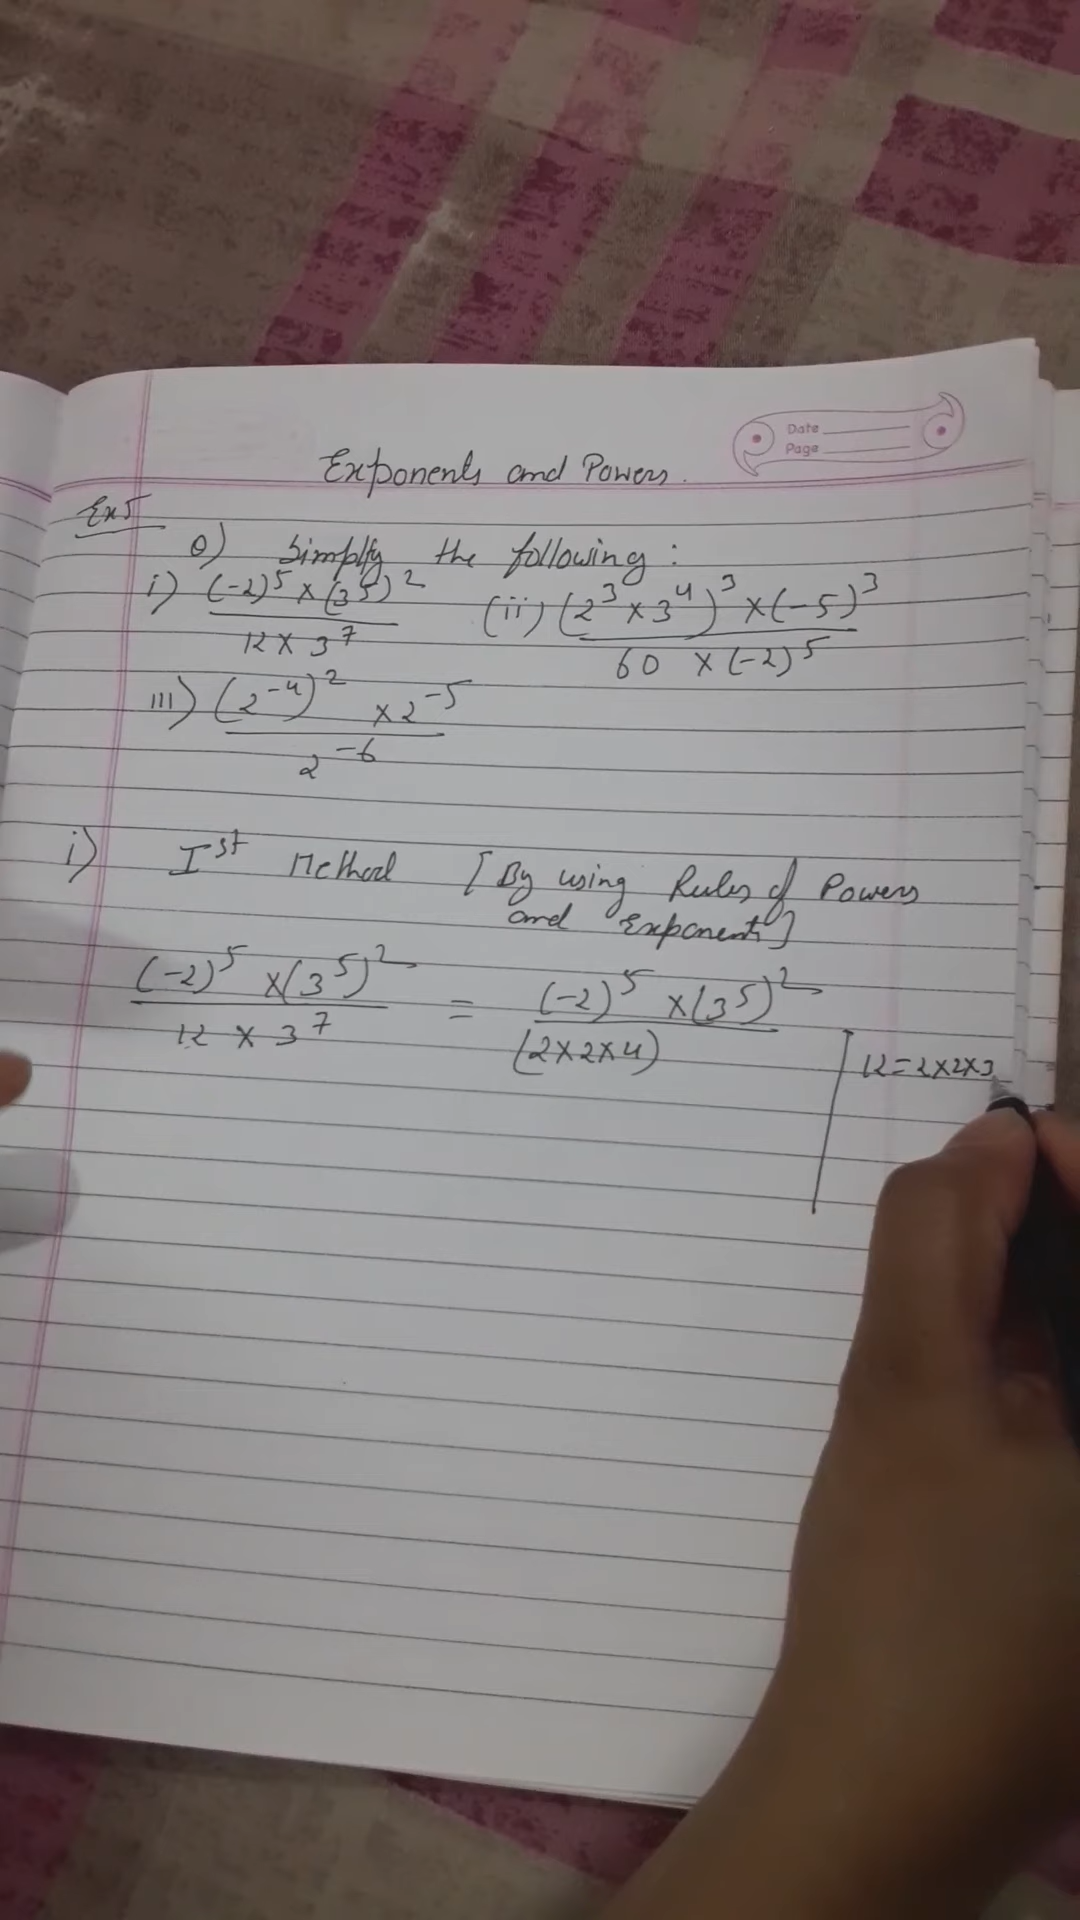 Date
Page
Exponents and Powers.
Ex 5
Q) Simplfy the following :
i) (-2)^5 × (3^5)^2 / 12 × 3^7 (ii) (2^3 × 3^4)^3 × (-5)^3 / 60 × (-2)^5
iii) (2^-4)^2 × 2^-5 / 2^-6
i) I^st Method [By using Rules of Powers
and Exponents]
(-2)^5 × (3^5)^2 / 12 × 3^7 = (-2)^5 × (3^5)^2 / (2×2×4)
12 = 2×2×3